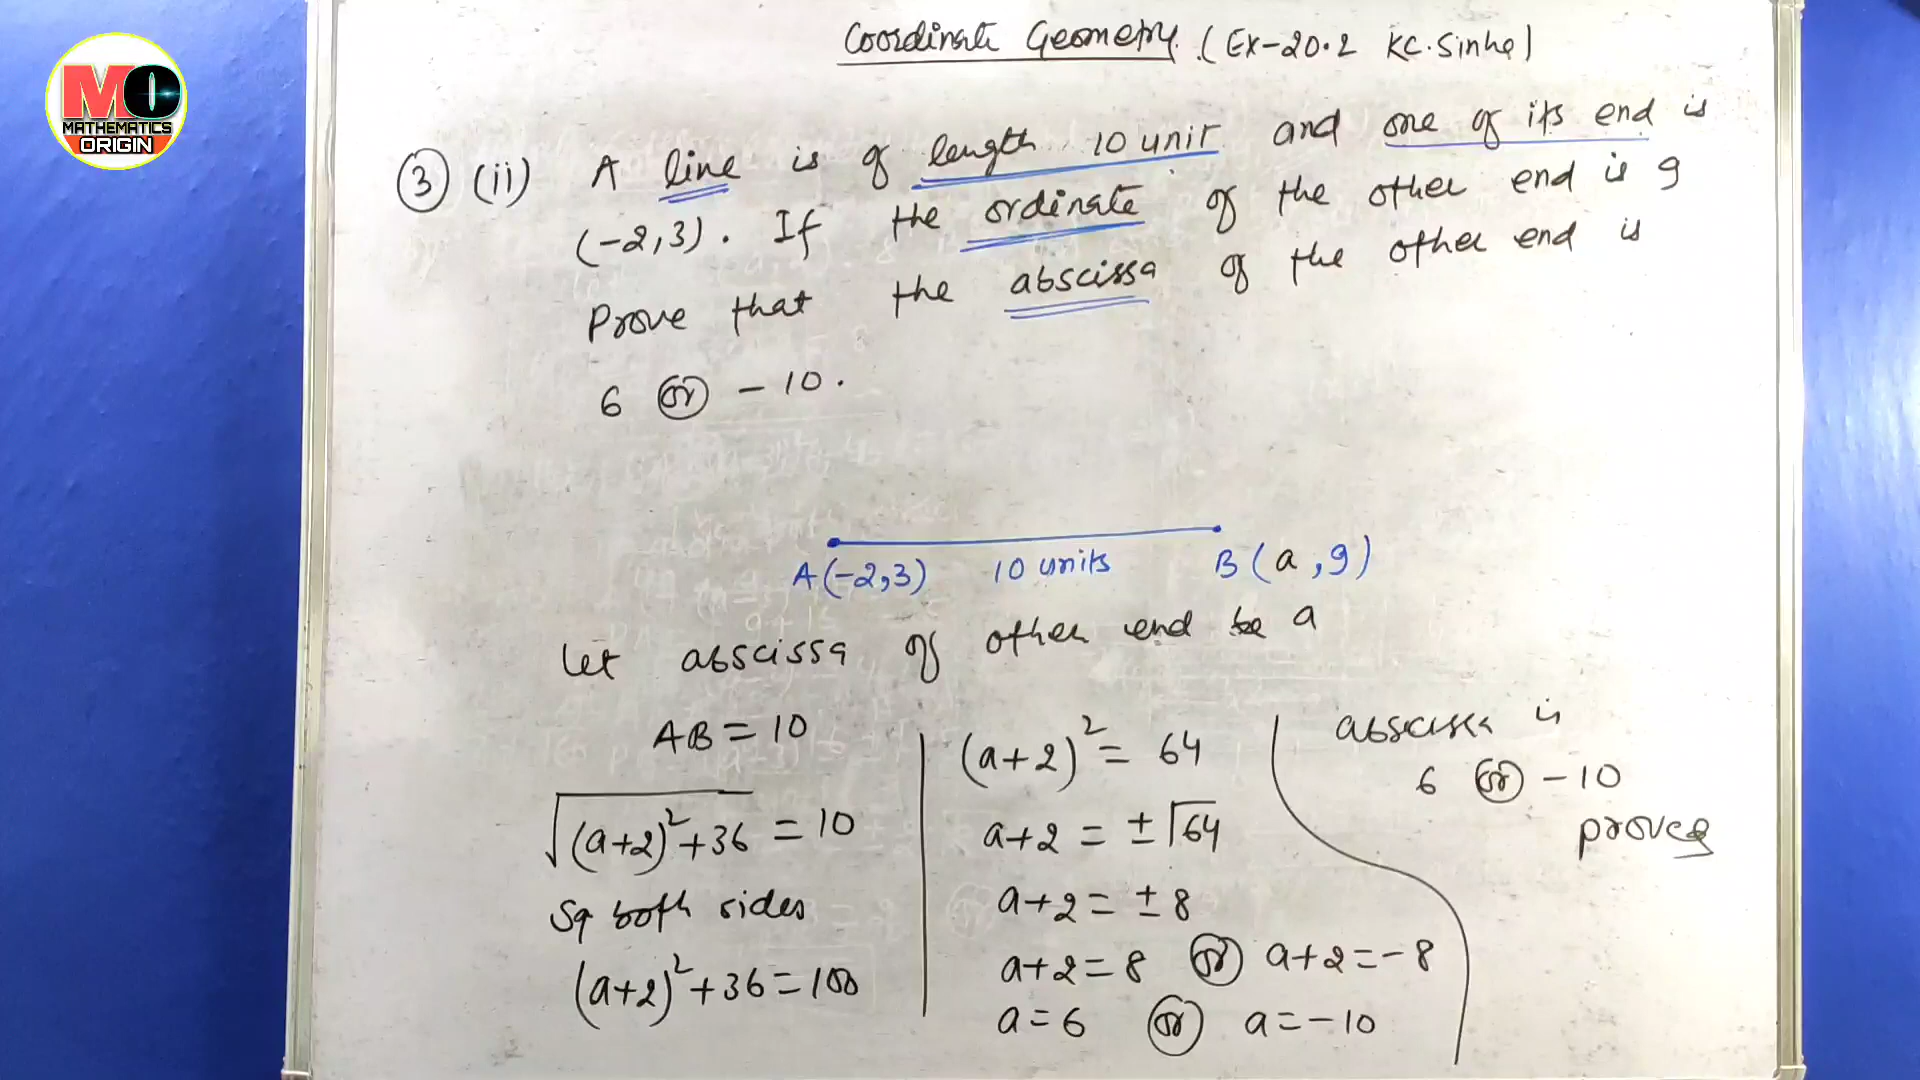 MO
MATHEMATICS
ORIGIN
Coordinate Geometry. (Ex-20.2 KC.Sinha)
③ (ii) A line is of length 10 unit and one of its end is
(-2,3). If the ordinate of the other end is 9
Prove that the abscissa of the other end is
6 or -10.
A(-2,3) 10 units B(a,9)
Let abscissa of other end be a
AB = 10
√((a+2)²+36) = 10
Sq both sides
(a+2)²+36=100
(a+2)² = 64
a+2 = ±√64
a+2 = ±8
a+2=8 or a+2=-8
a=6 or a=-10
abscissa is
6 or -10
proved